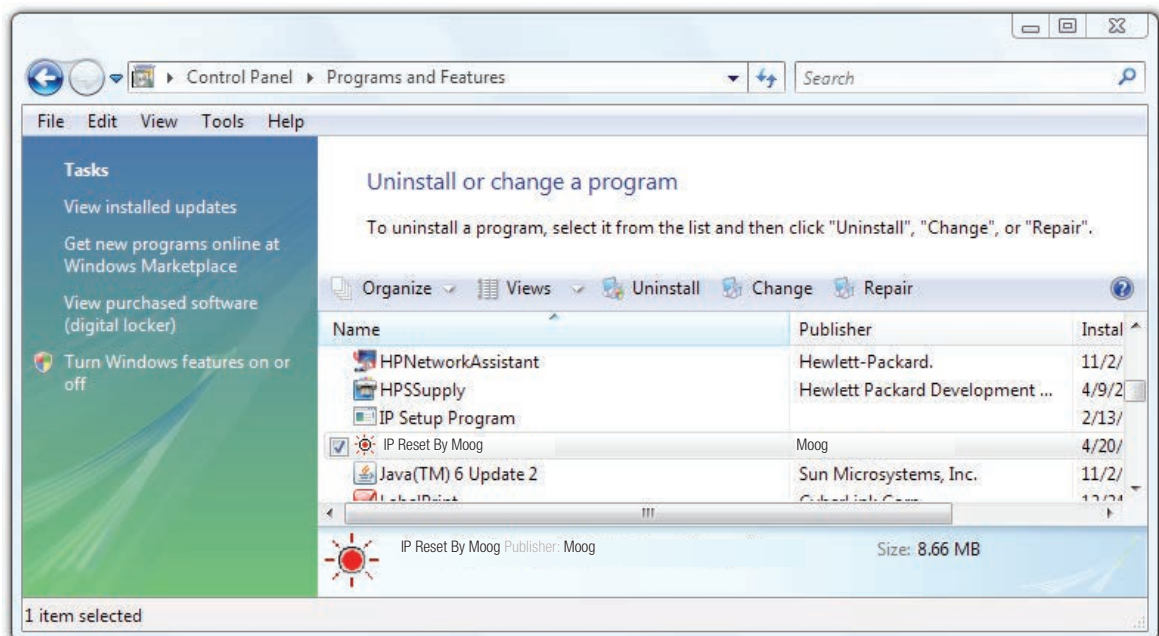 Control Panel ▸ Programs and Features
Search
File Edit View Tools Help
Tasks
View installed updates
Get new programs online at
Windows Marketplace
View purchased software
(digital locker)
Turn Windows features on or
off
Uninstall or change a program
To uninstall a program, select it from the list and then click "Uninstall", "Change", or "Repair".
Organize Views Uninstall Change Repair
Name Publisher Instal
HPNetworkAssistant Hewlett-Packard. 11/2/
HPSSupply Hewlett Packard Development ... 4/9/2
IP Setup Program 2/13/
IP Reset By Moog Moog 4/20/
Java(TM) 6 Update 2 Sun Microsystems, Inc. 11/2/
IP Reset By Moog Publisher: Moog Size: 8.66 MB
1 item selected